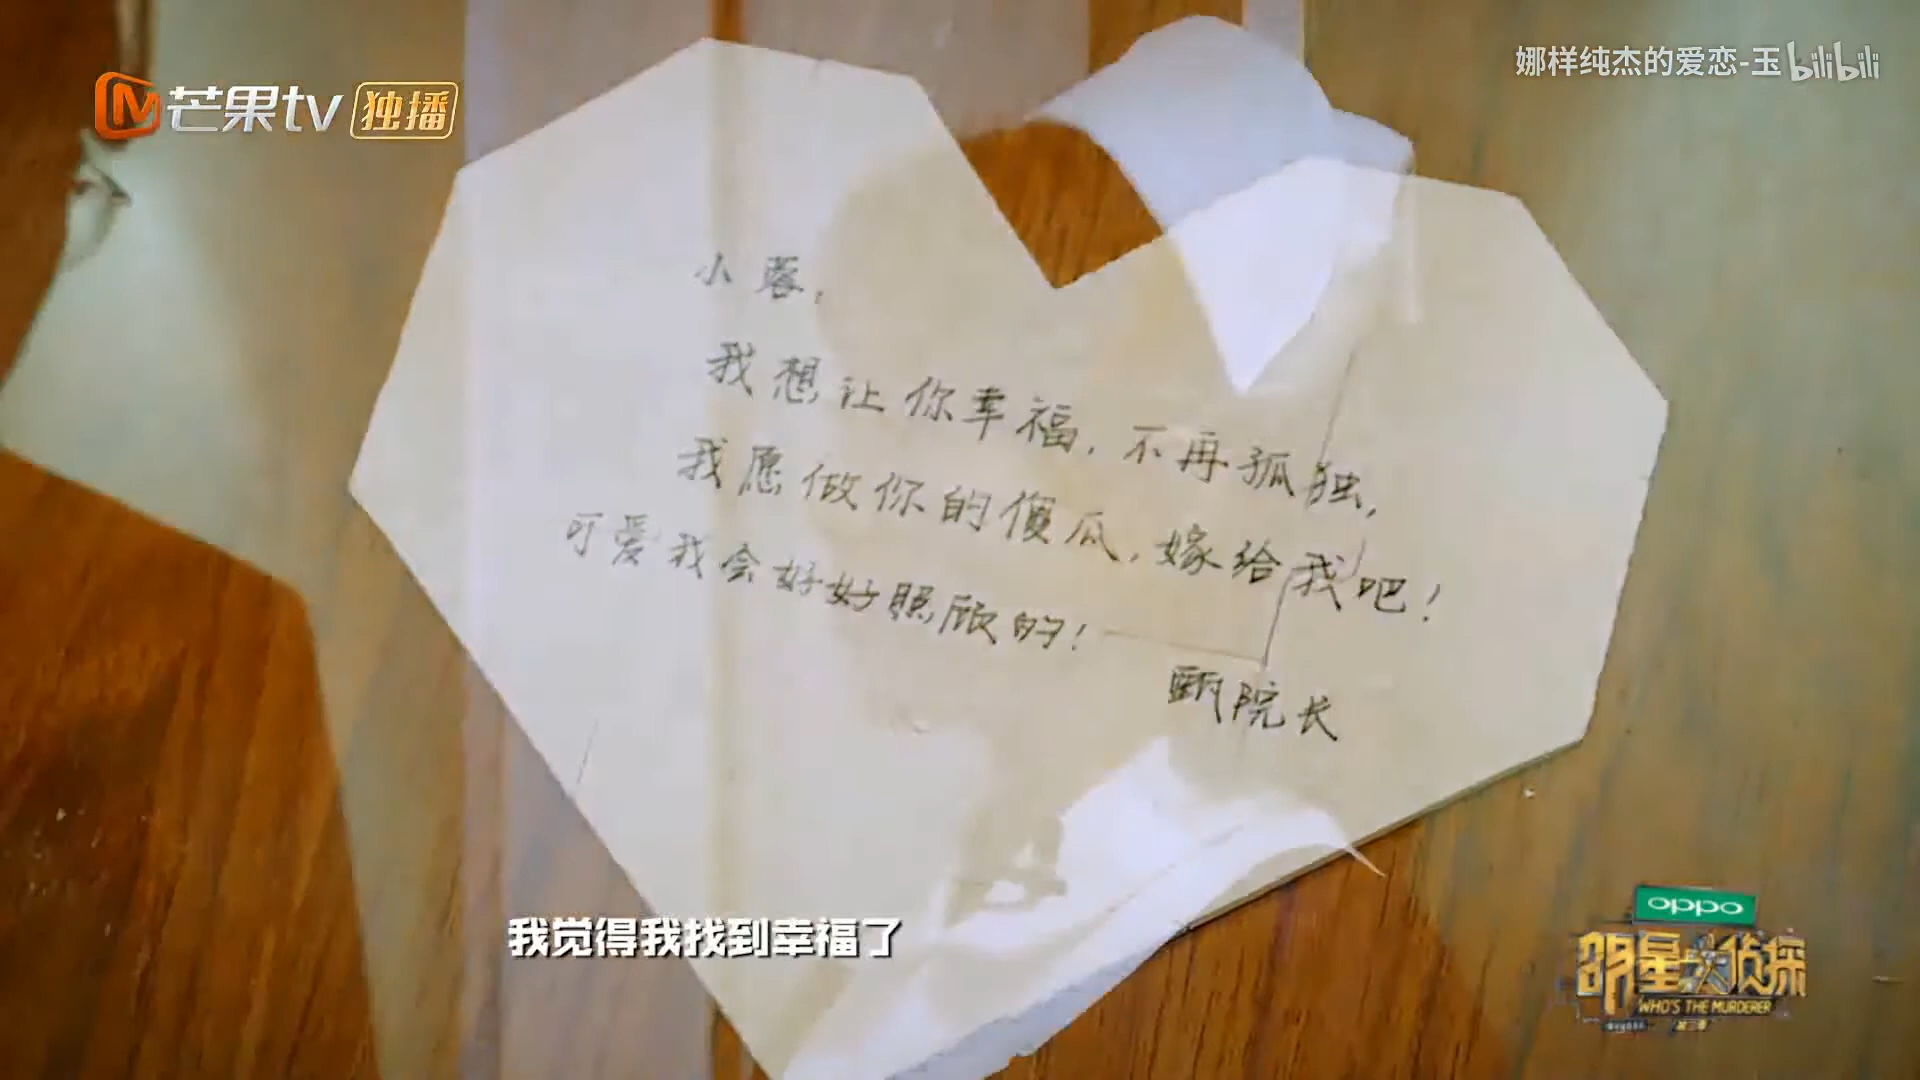 芒果tv 独播
娜样纯杰的爱恋-玉 bilibili
小蓉,
我想让你幸福,不再孤独,
我愿做你的傻瓜,嫁给我吧!
可爱我会好好照顾的!
甄院长
我觉得我找到幸福了
oppo
明星大侦探
WHO'S THE MURDERER